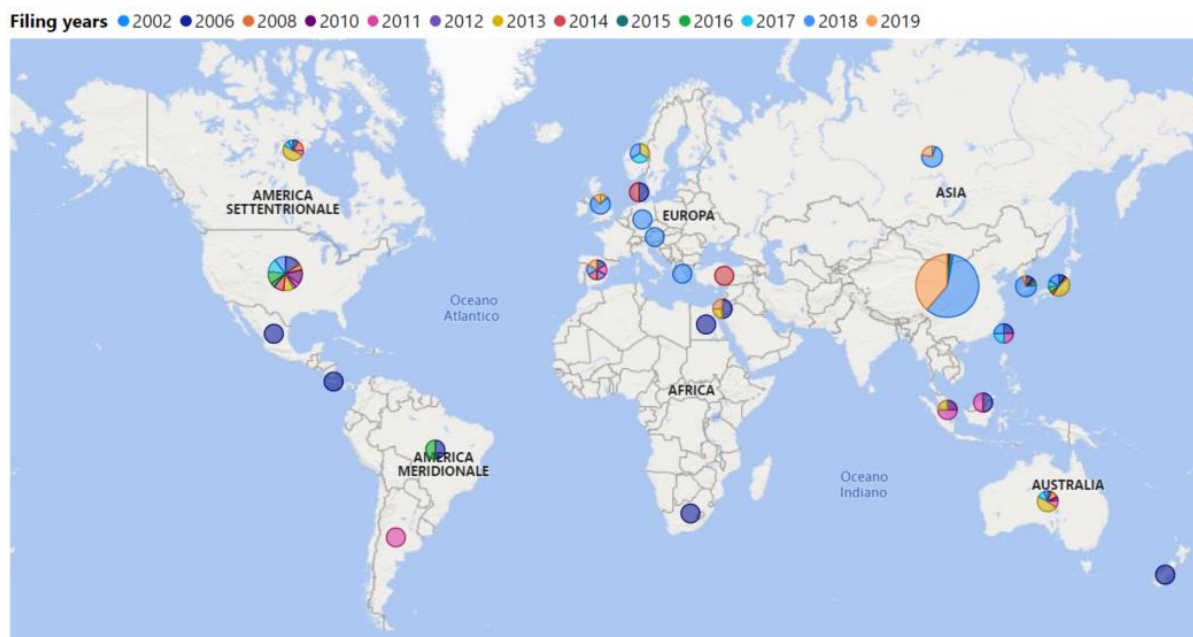 Filing years 2002 2006 2008 2010 2011 2012 2013 2014 2015 2016 2017 2018 2019
AMERICA
SETTENTRIONALE
EUROPA
ASIA
Oceano
Atlantico
AFRICA
AMERICA
MERIDIONALE
Oceano
Indiano
AUSTRALIA